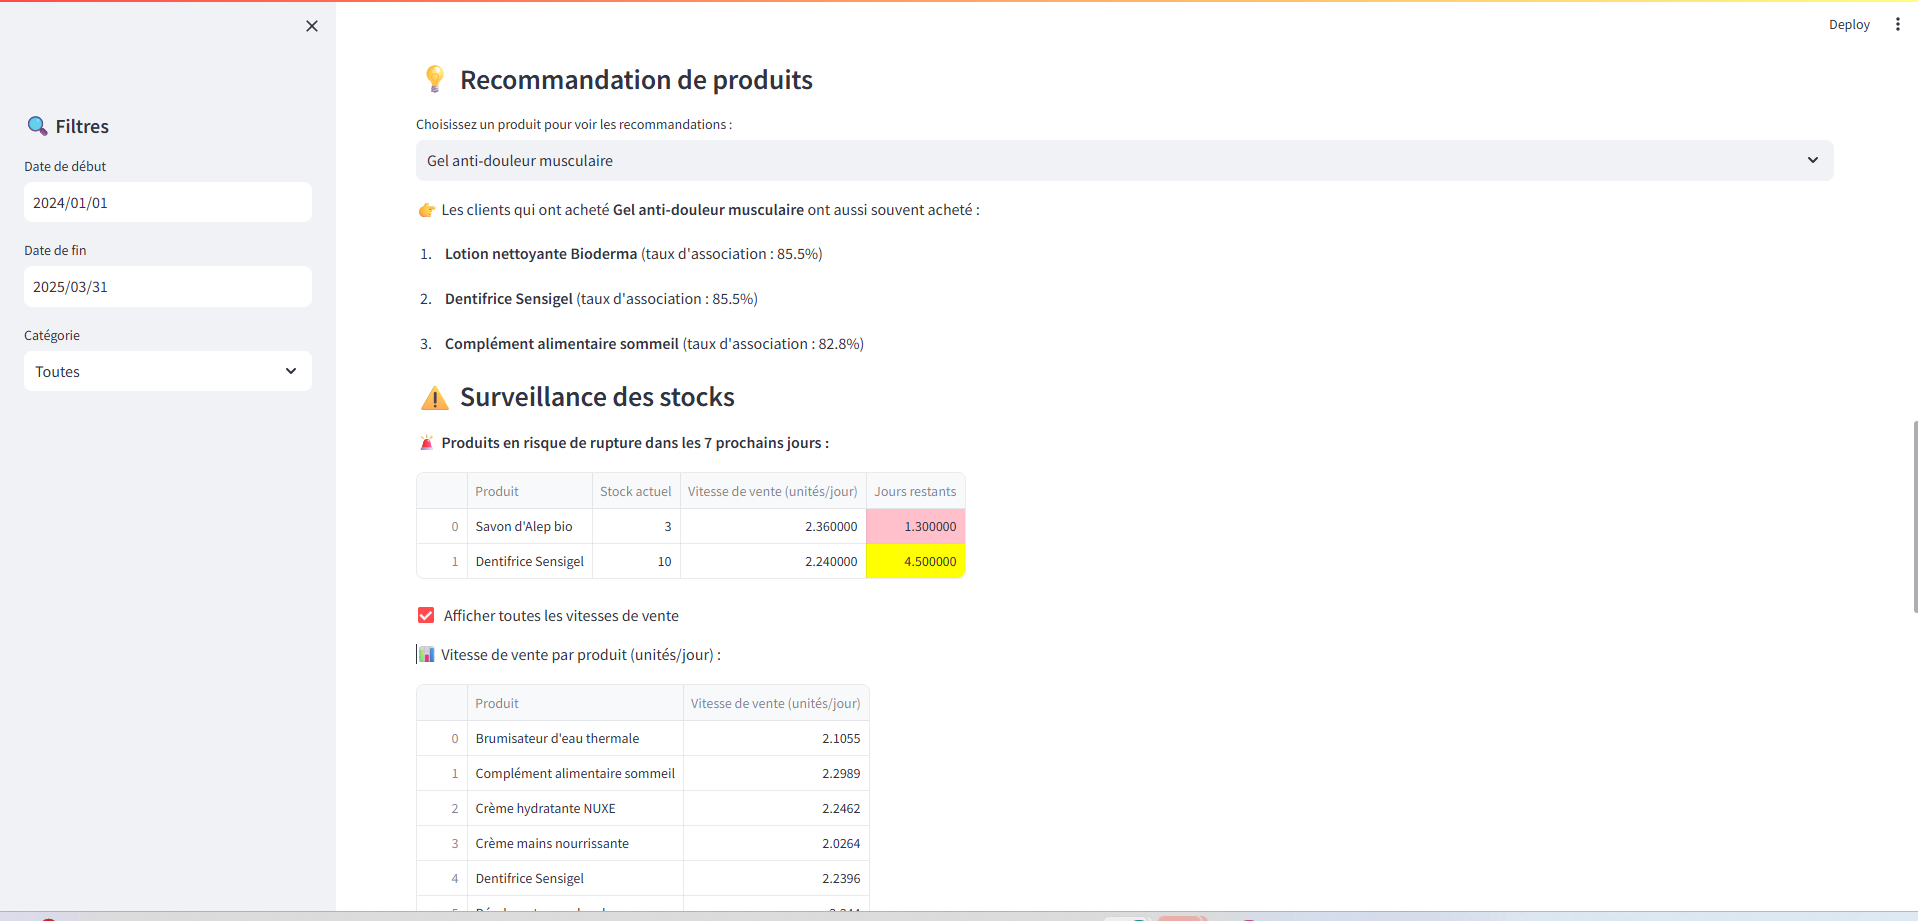 Deploy
Filtres
Date de début
2024/01/01
Date de fin
2025/03/31
Catégorie
Toutes
Recommandation de produits
Choisissez un produit pour voir les recommandations :
Gel anti-douleur musculaire
Les clients qui ont acheté Gel anti-douleur musculaire ont aussi souvent acheté :
1. Lotion nettoyante Bioderma (taux d'association : 85.5%)
2. Dentifrice Sensigel (taux d'association : 85.5%)
3. Complément alimentaire sommeil (taux d'association : 82.8%)
Surveillance des stocks
Produits en risque de rupture dans les 7 prochains jours :
Produit Stock actuel Vitesse de vente (unités/jour) Jours restants
0 Savon d'Alep bio 3 2.360000 1.300000
1 Dentifrice Sensigel 10 2.240000 4.500000
Afficher toutes les vitesses de vente
Vitesse de vente par produit (unités/jour) :
Produit Vitesse de vente (unités/jour)
0 Brumisateur d'eau thermale 2.1055
1 Complément alimentaire sommeil 2.2989
2 Crème hydratante NUXE 2.2462
3 Crème mains nourrissante 2.0264
4 Dentifrice Sensigel 2.2396